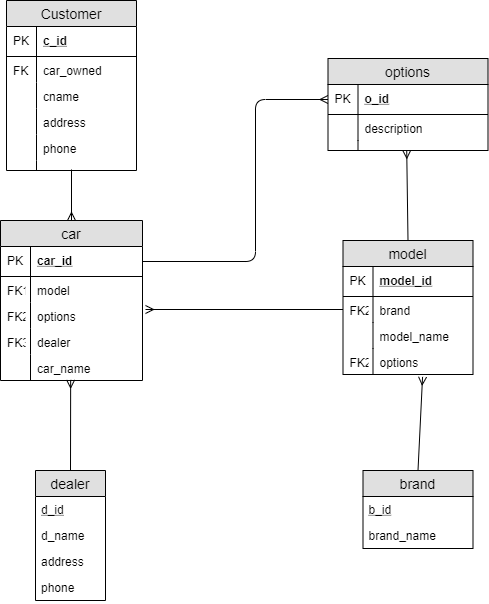 Customer
PK c_id
FK car_owned
cname
address
phone
options
PK o_id
description
car
PK car_id
FK1 model
FK2 options
FK3 dealer
car_name
model
PK model_id
FK2 brand
model_name
FK2 options
dealer
d_id
d_name
address
phone
brand
b_id
brand_name